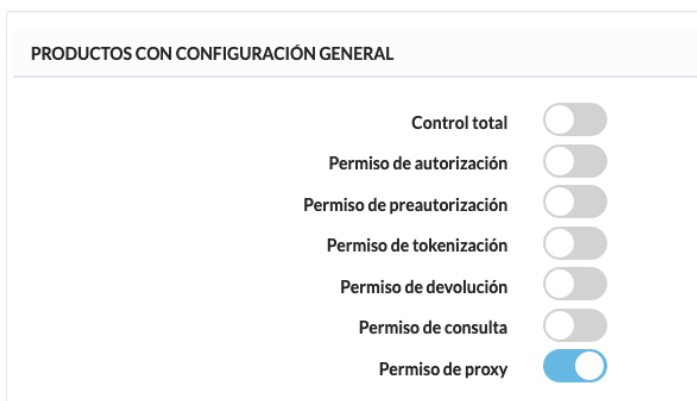 PRODUCTOS CON CONFIGURACIÓN GENERAL
Control total
Permiso de autorización
Permiso de preautorización
Permiso de tokenización
Permiso de devolución
Permiso de consulta
Permiso de proxy